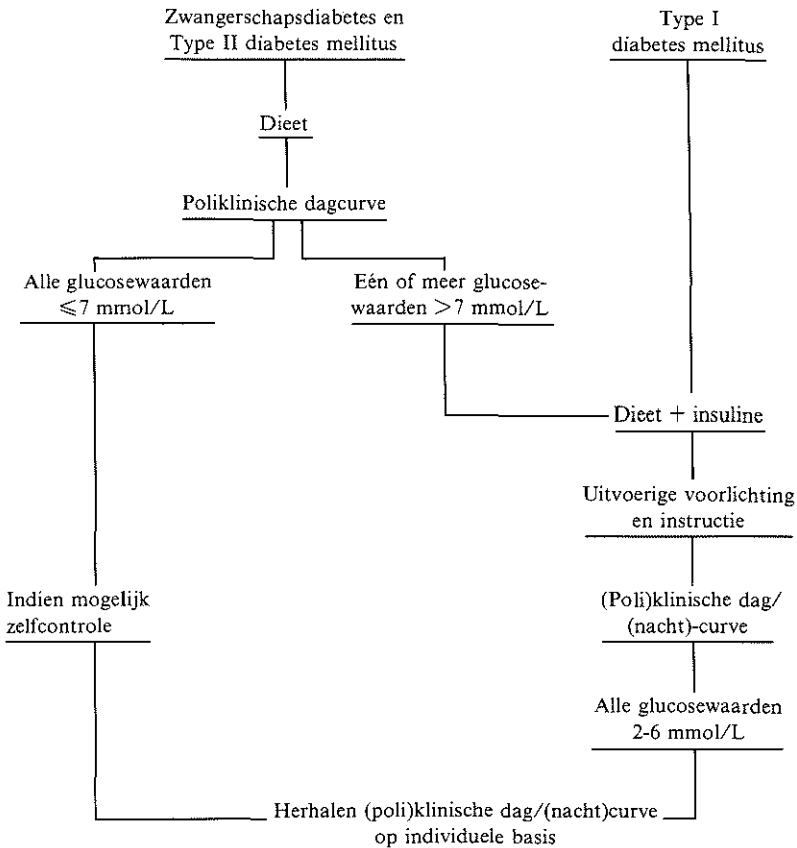 Zwangerschapsdiabetes en
Type II diabetes mellitus
Type I
diabetes mellitus
Dieet
Poliklinische dagcurve
Alle glucosewaarden
⩽7 mmol/L
Eén of meer glucose-
waarden >7 mmol/L
Dieet + insuline
Uitvoerige voorlichting
en instructie
Indien mogelijk
zelfcontrole
(Poli)klinische dag/
(nacht)-curve
Alle glucosewaarden
2-6 mmol/L
Herhalen (poli)klinische dag/(nacht)curve
op individuele basis